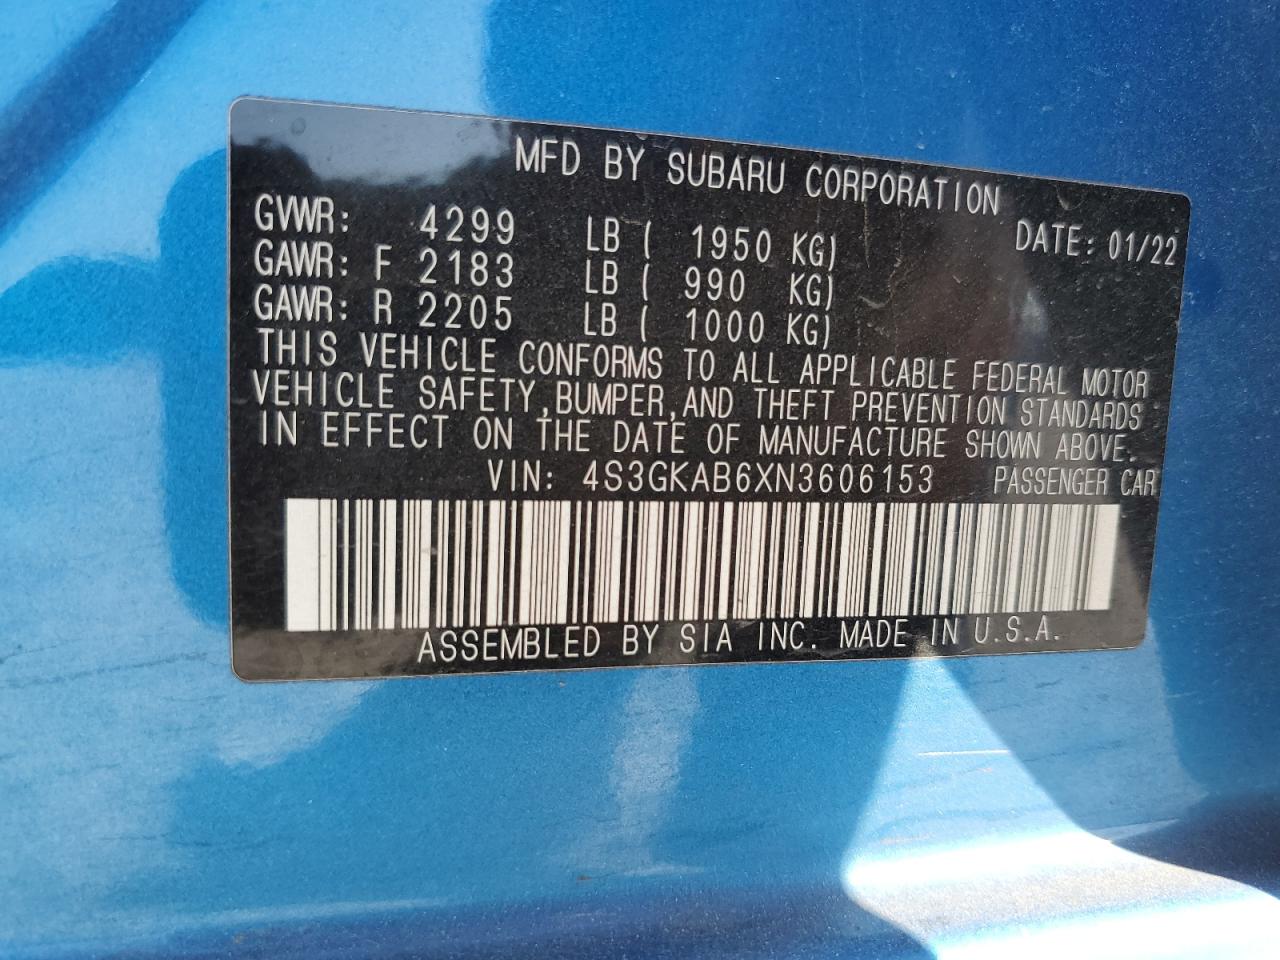 MFD BY SUBARU CORPORATION
GVWR: 4299 LB ( 1950 KG) DATE: 01/22
GAWR: F 2183 LB ( 990 KG)
GAWR: R 2205 LB ( 1000 KG)
THIS VEHICLE CONFORMS TO ALL APPLICABLE FEDERAL MOTOR
VEHICLE SAFETY, BUMPER, AND THEFT PREVENTION STANDARDS
IN EFFECT ON THE DATE OF MANUFACTURE SHOWN ABOVE.
VIN: 4S3GKAB6XN3606153 PASSENGER CAR
ASSEMBLED BY SIA INC. MADE IN U.S.A.